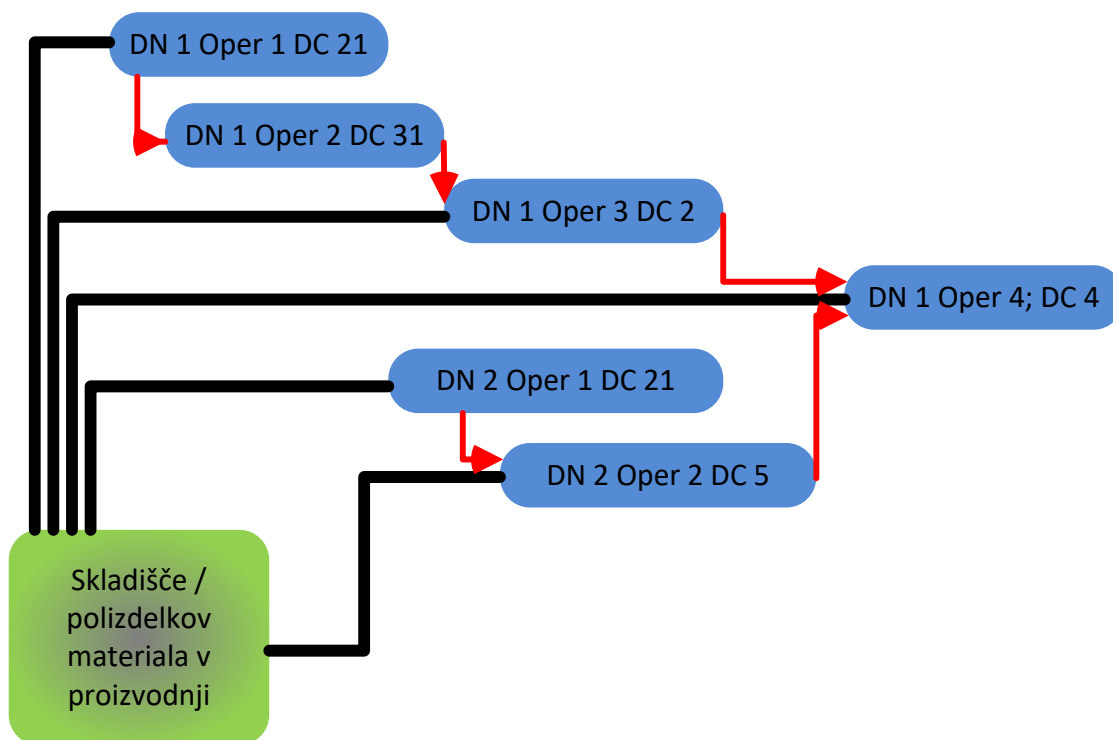 DN 1 Oper 1 DC 21
DN 1 Oper 2 DC 31
DN 1 Oper 3 DC 2
DN 1 Oper 4; DC 4
DN 2 Oper 1 DC 21
DN 2 Oper 2 DC 5
Skladišče /
polizdelkov
materiala v
proizvodnji